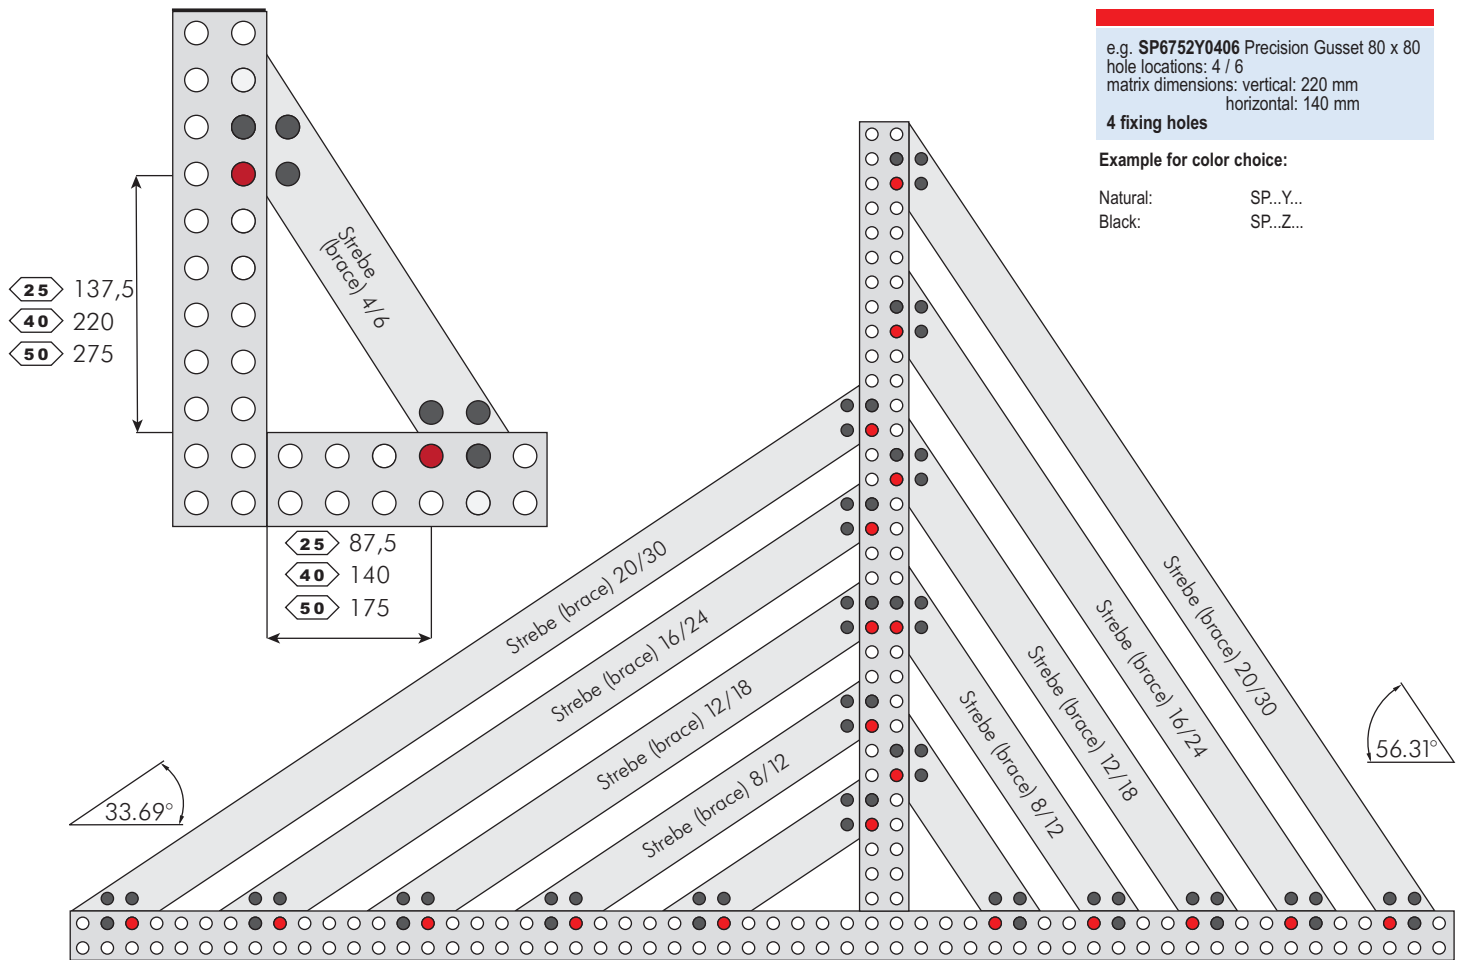 e.g. SP6752Y0406 Precision Gusset 80 x 80
hole locations: 4 / 6
matrix dimensions: vertical: 220 mm
horizontal: 140 mm
4 fixing holes
Example for color choice:
Natural: SP...Y...
Black: SP...Z...
Strebe
(brace) 4/6
25 137,5
40 220
50 275
25 87,5
40 140
50 175
Strebe (brace) 20/30
Strebe (brace) 16/24
Strebe (brace) 12/18
Strebe (brace) 8/12
Strebe (brace) 8/12
Strebe (brace) 12/18
Strebe (brace) 16/24
Strebe (brace) 20/30
33.69°
56.31°